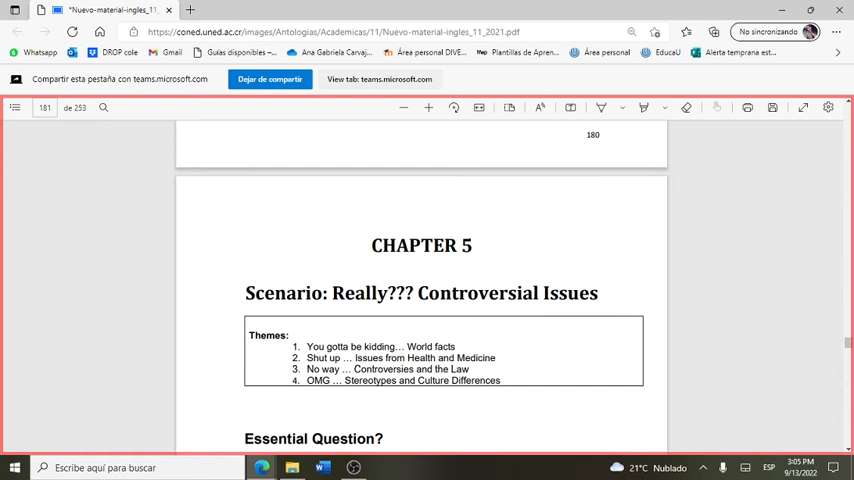 *Nuevo-material-ingles_11_
https://coned.uned.ac.cr/images/Antologias/Academicas/11/Nuevo-material-ingles_11_2021.pdf
No sincronizando
Whatsapp DROP cole Gmail Guías disponibles –... Ana Gabriela Carvaj... Área personal DIVE... Plantillas de Apren... Área personal EducaU Alerta temprana est...
Compartir esta pestaña con teams.microsoft.com Dejar de compartir View tab: teams.microsoft.com
181 de 253
180
CHAPTER 5
Scenario: Really??? Controversial Issues
Themes:
1. You gotta be kidding… World facts
2. Shut up … Issues from Health and Medicine
3. No way … Controversies and the Law
4. OMG … Stereotypes and Culture Differences
Essential Question?
Escribe aquí para buscar
21°C Nublado
ESP
3:05 PM
9/13/2022